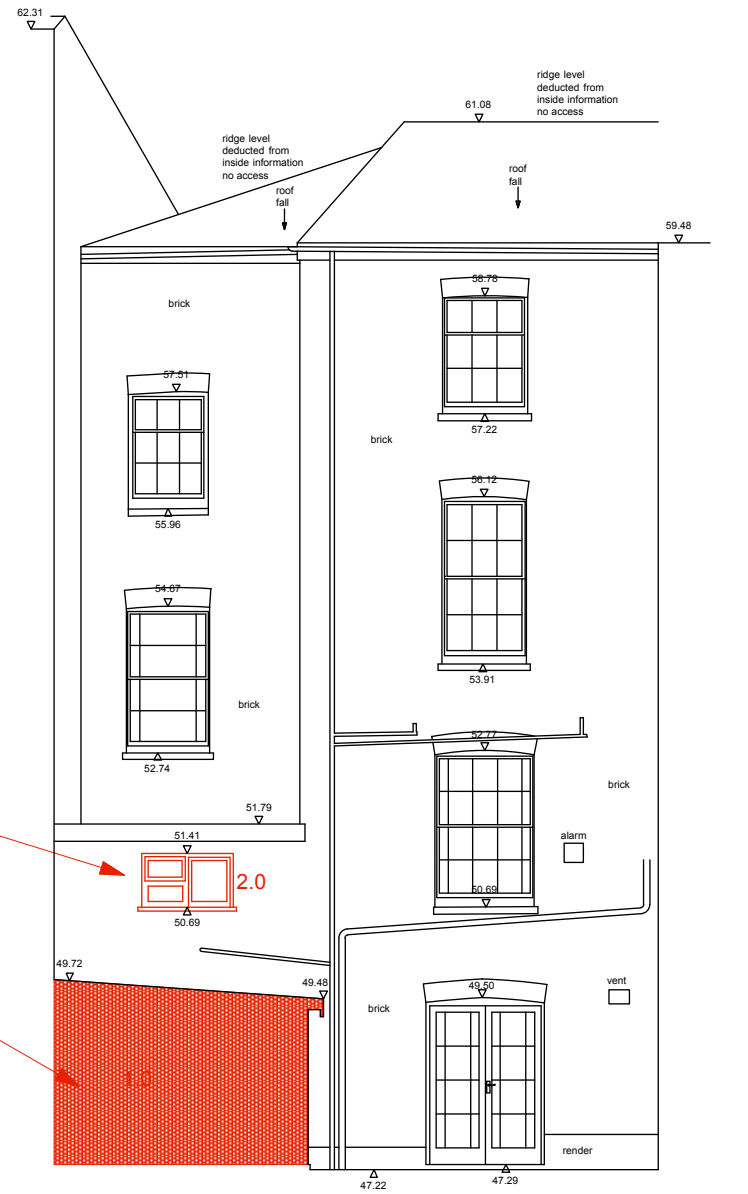 62.31
ridge level
deducted from
inside information
no access
61.08
ridge level
deducted from
inside information
no access
roof
fall
roof
fall
59.48
58.78
brick
57.51
57.22
brick
56.12
55.96
54.67
53.91
brick
52.77
52.74
brick
51.79
51.41
alarm
2.0
50.69
50.69
49.72
49.48
49.50
vent
brick
1.0
render
47.22
47.29